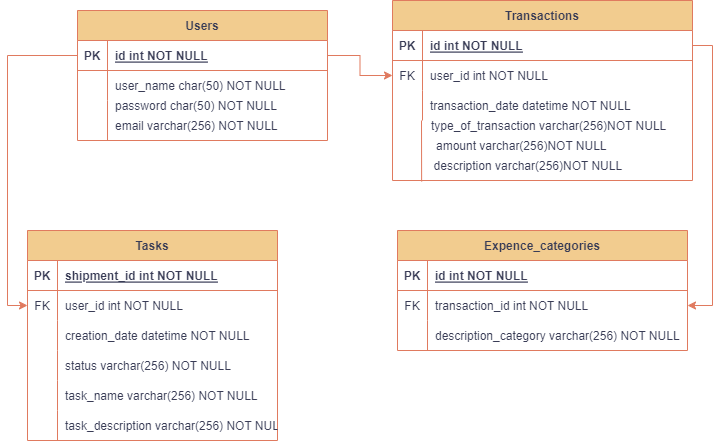 Users
PK id int NOT NULL
user_name char(50) NOT NULL
password char(50) NOT NULL
email varchar(256) NOT NULL
Transactions
PK id int NOT NULL
FK user_id int NOT NULL
transaction_date datetime NOT NULL
type_of_transaction varchar(256)NOT NULL
amount varchar(256)NOT NULL
description varchar(256)NOT NULL
Tasks
PK shipment_id int NOT NULL
FK user_id int NOT NULL
creation_date datetime NOT NULL
status varchar(256) NOT NULL
task_name varchar(256) NOT NULL
task_description varchar(256) NOT NUL
Expence_categories
PK id int NOT NULL
FK transaction_id int NOT NULL
description_category varchar(256) NOT NULL